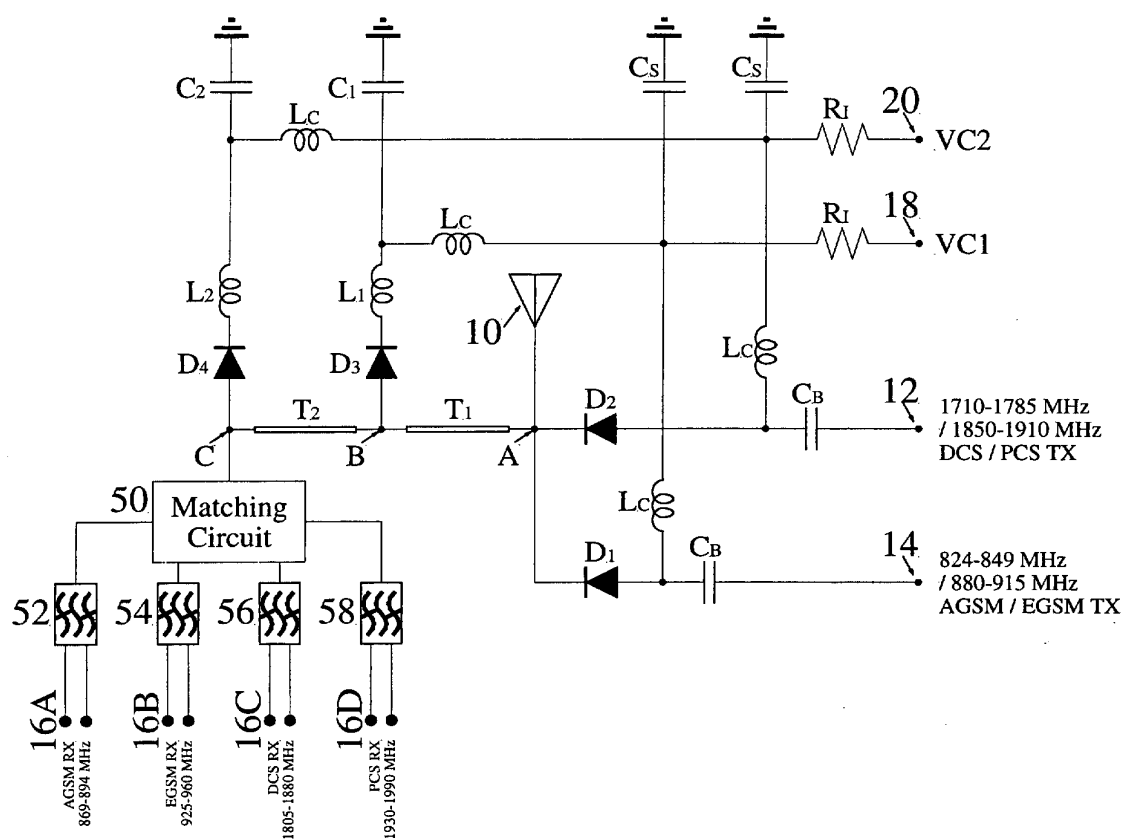 C2
C1
CS
CS
LC
RI
20
VC2
LC
RI
18
VC1
L2
L1
10
LC
D4
D3
D2
CB
12
T2
T1
C
B
A
1710-1785 MHz
/ 1850-1910 MHz
DCS / PCS TX
50
Matching
Circuit
LC
D1
CB
14
824-849 MHz
/ 880-915 MHz
AGSM / EGSM TX
52
54
56
58
16A
16B
16C
16D
AGSM RX
869-894 MHz
EGSM RX
925-960 MHz
DCS RX
1805-1880 MHz
PCS RX
1930-1990 MHz